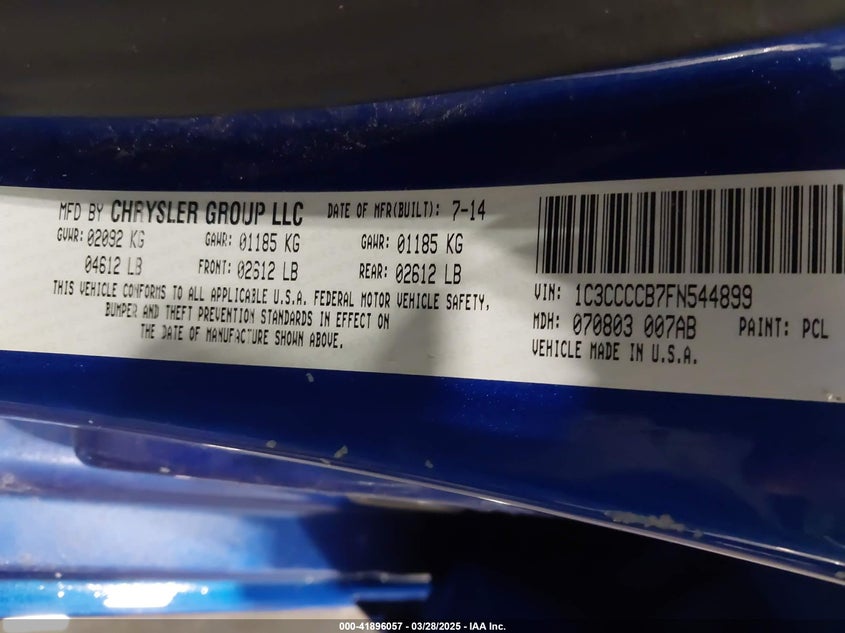 MFD BY CHRYSLER GROUP LLC DATE OF MFR(BUILT): 7-14
GVWR: 02092 KG GAWR: 01185 KG GAWR: 01185 KG
04612 LB FRONT: 02612 LB REAR: 02612 LB
THIS VEHICLE CONFORMS TO ALL APPLICABLE U.S.A. FEDERAL MOTOR VEHICLE SAFETY,
BUMPER AND THEFT PREVENTION STANDARDS IN EFFECT ON
THE DATE OF MANUFACTURE SHOWN ABOVE.
VIN: 1C3CCCCB7FN544899
MDH: 070803 007AB PAINT: PCL
VEHICLE MADE IN U.S.A.
000-41896057 - 03/28/2025 - IAA Inc.